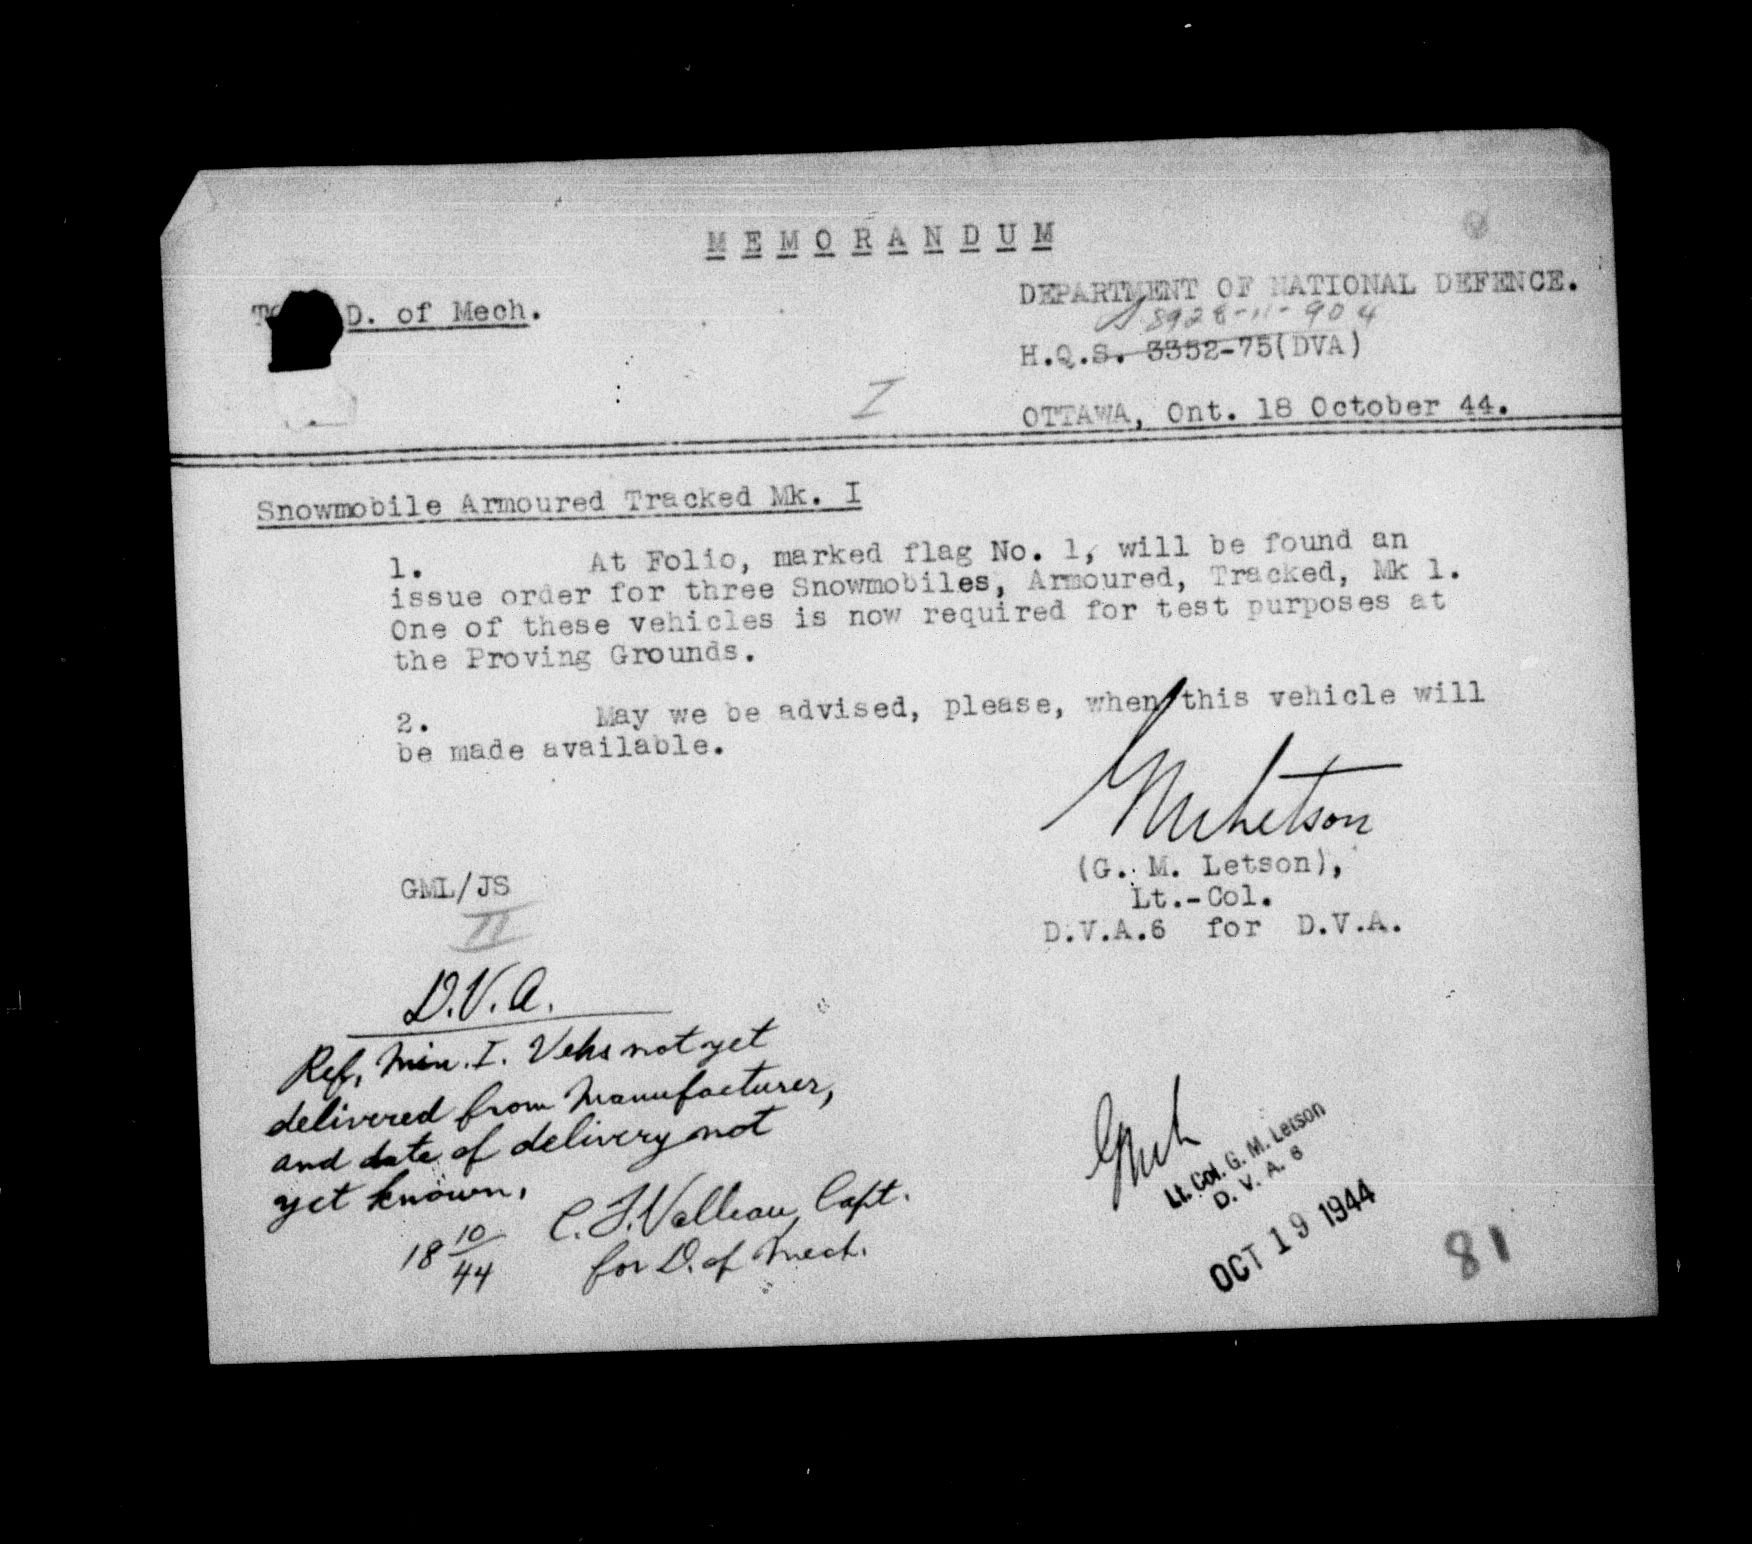 M E M O R A N D U M
DEPARTMENT OF NATIONAL DEFENCE.
D. of Mech.
S. 8928-11-904
H.Q.S. 3352-75(DVA)
I
OTTAWA, Ont. 18 October 44.
Snowmobile Armoured Tracked Mk. I
1. At Folio, marked flag No. 1, will be found an
issue order for three Snowmobiles, Armoured, Tracked, Mk 1.
One of these vehicles is now required for test purposes at
the Proving Grounds.
2. May we be advised, please, when this vehicle will
be made available.
GMLetson
(G. M. Letson),
Lt.-Col.
D.V.A.6 for D.V.A.
GML/JS
II
D.V.A.
Ref, Min. I. Vehs not yet
delivered from Manufacturer,
and date of delivery not
yet known.
18 10/44
C. F. Valleau, Capt.
for D. of Mech.
GML
Lt. Col. G. M. Letson
D. V. A. 6
OCT 19 1944
81